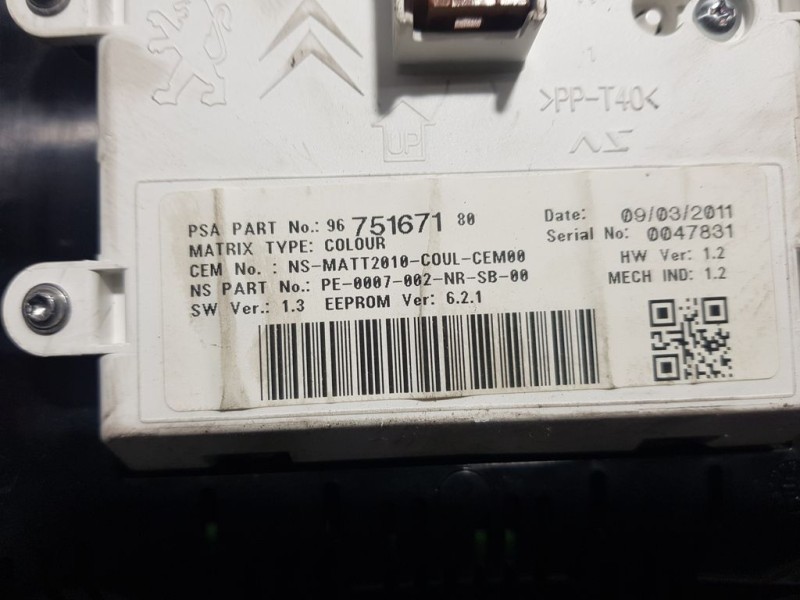 >PP-T40<
UP
PSA PART No.: 96 751671 80
MATRIX TYPE: COLOUR
CEM No. : NS-MATT2010-COUL-CEM00
NS PART No.: PE-0007-002-NR-SB-00
SW Ver.: 1.3 EEPROM Ver: 6.2.1
Date: 09/03/2011
Serial No: 0047831
HW Ver: 1.2
MECH IND: 1.2